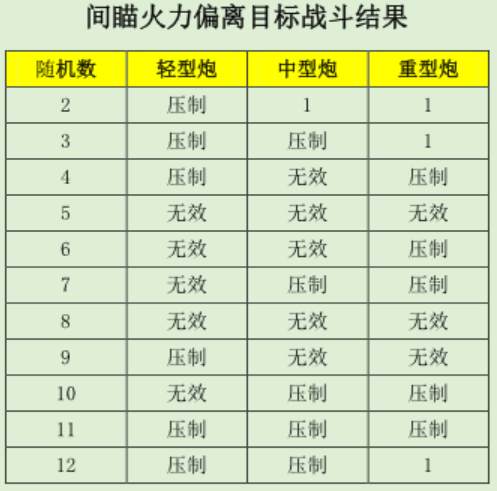 间瞄火力偏离目标战斗结果
随机数 轻型炮 中型炮 重型炮
2 压制 1 1
3 压制 压制 1
4 压制 无效 压制
5 无效 无效 无效
6 无效 无效 压制
7 无效 压制 压制
8 无效 无效 无效
9 压制 无效 无效
10 无效 压制 压制
11 压制 压制 压制
12 压制 压制 1